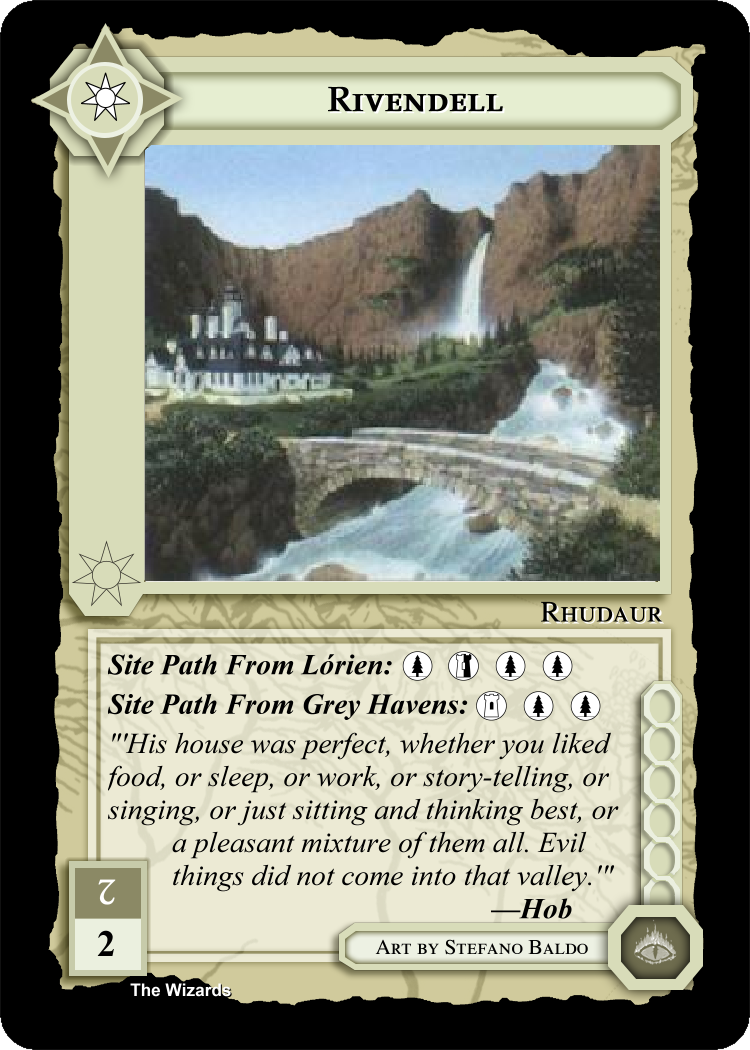 Rivendell
Rhudaur
Site Path From Lórien:
Site Path From Grey Havens:
"'His house was perfect, whether you liked
food, or sleep, or work, or story-telling, or
singing, or just sitting and thinking best, or
a pleasant mixture of them all. Evil
things did not come into that valley.'"
—Hob
2
2
Art by Stefano Baldo
The Wizards